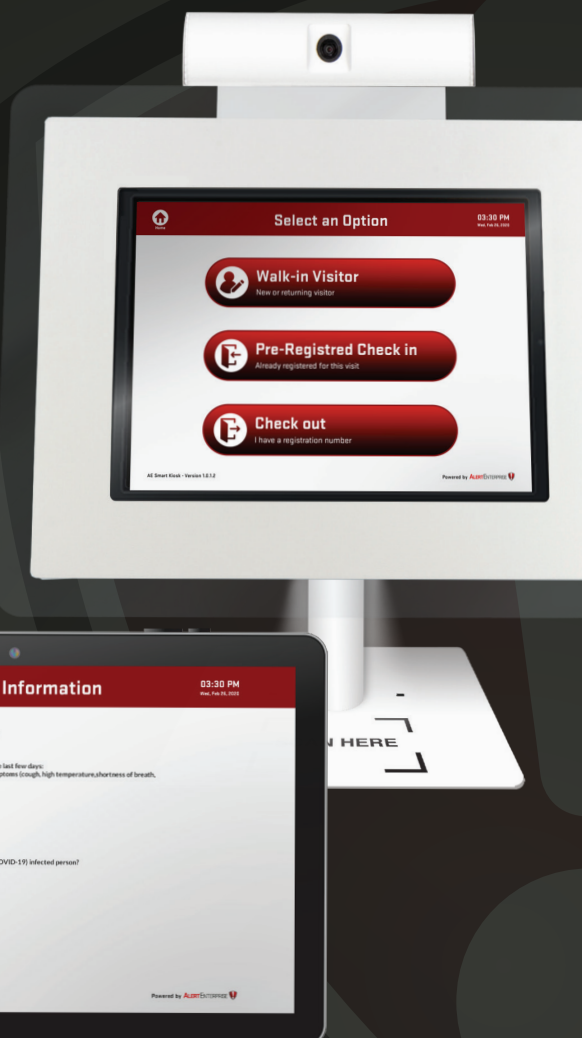 Home
Select an Option
03:30 PM
Wed, Feb 26, 2020
Walk-in Visitor
New or returning visitor
Pre-Registred Check in
Already registered for this visit
Check out
I have a registration number
AE Smart Kiosk - Version 1.0.1.2
Powered by ALERTENTERPRISE
HERE
Information
03:30 PM
Wed, Feb 26, 2020
last few days:
(cough, high temperature,shortness of breath,
OVID-19) infected person?
Powered by ALERTENTERPRISE